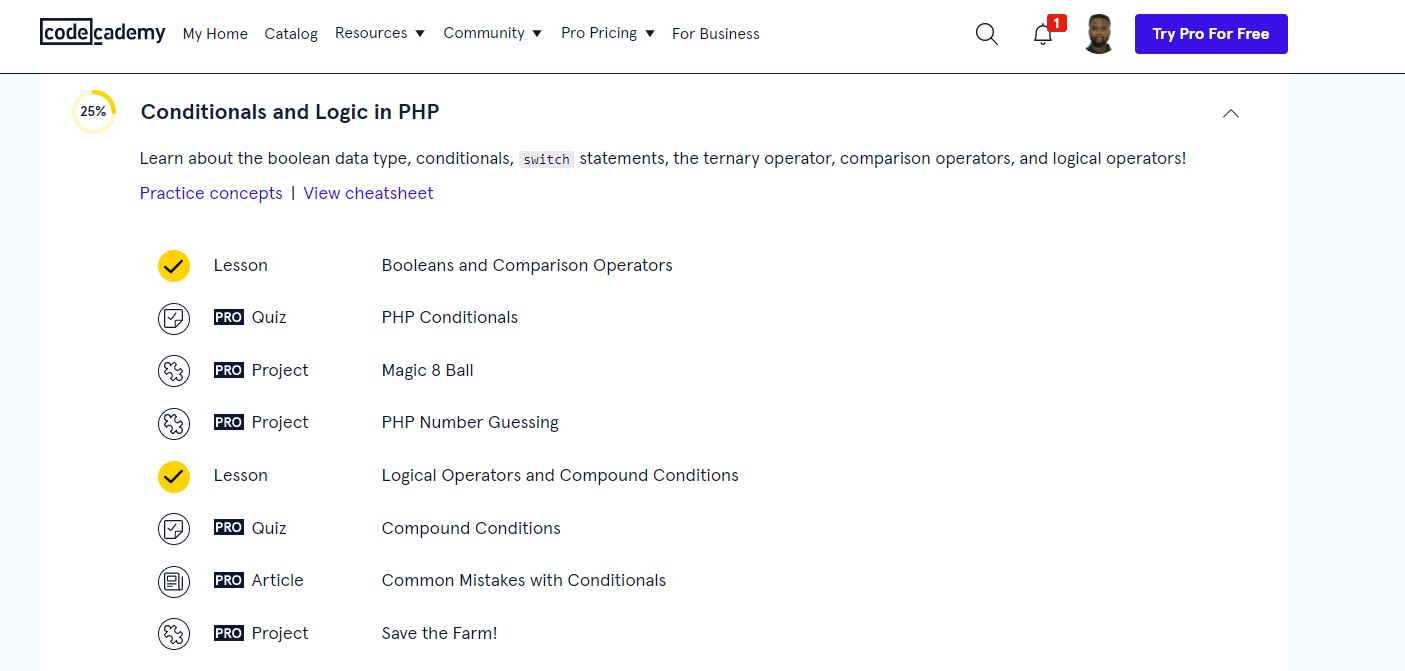 codecademy My Home Catalog Resources Community Pro Pricing For Business 1 Try Pro For Free
25% Conditionals and Logic in PHP
Learn about the boolean data type, conditionals, switch statements, the ternary operator, comparison operators, and logical operators!
Practice concepts | View cheatsheet
Lesson Booleans and Comparison Operators
PRO Quiz PHP Conditionals
PRO Project Magic 8 Ball
PRO Project PHP Number Guessing
Lesson Logical Operators and Compound Conditions
PRO Quiz Compound Conditions
PRO Article Common Mistakes with Conditionals
PRO Project Save the Farm!